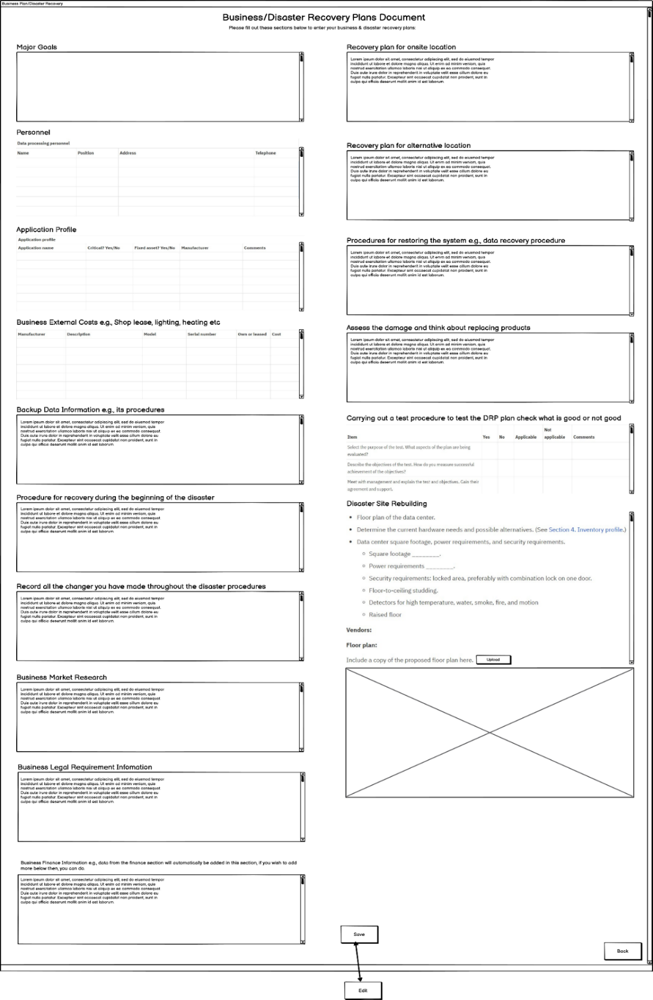 Business Plan/Disaster Recovery
Business/Disaster Recovery Plans Document
Please fill out these sections below to enter your business & disaster recovery plans:
Major Goals
Personnel
Data processing personnel
Name Position Address Telephone
Application Profile
Application profile
Application name Critical? Yes/No Fixed asset? Yes/No Manufacturer Comments
Business External Costs e.g., Shop lease, lighting, heating etc
Manufacturer Description Model Serial number Own or leased Cost
Backup Data Information e.g., its procedures
Lorem ipsum dolor sit amet, consectetur adipiscing elit, sed do eiusmod tempor
incididunt ut labore et dolore magna aliqua. Ut enim ad minim veniam, quis
nostrud exercitation ullamco laboris nisi ut aliquip ex ea commodo consequat.
Duis aute irure dolor in reprehenderit in voluptate velit esse cillum dolore eu
fugiat nulla pariatur. Excepteur sint occaecat cupidatat non proident, sunt in
culpa qui officia deserunt mollit anim id est laborum.
Procedure for recovery during the beginning of the disaster
Lorem ipsum dolor sit amet, consectetur adipiscing elit, sed do eiusmod tempor
incididunt ut labore et dolore magna aliqua. Ut enim ad minim veniam, quis
nostrud exercitation ullamco laboris nisi ut aliquip ex ea commodo consequat.
Duis aute irure dolor in reprehenderit in voluptate velit esse cillum dolore eu
fugiat nulla pariatur. Excepteur sint occaecat cupidatat non proident, sunt in
culpa qui officia deserunt mollit anim id est laborum.
Record all the changer you have made throughout the disaster procedures
Lorem ipsum dolor sit amet, consectetur adipiscing elit, sed do eiusmod tempor
incididunt ut labore et dolore magna aliqua. Ut enim ad minim veniam, quis
nostrud exercitation ullamco laboris nisi ut aliquip ex ea commodo consequat.
Duis aute irure dolor in reprehenderit in voluptate velit esse cillum dolore eu
fugiat nulla pariatur. Excepteur sint occaecat cupidatat non proident, sunt in
culpa qui officia deserunt mollit anim id est laborum.
Business Market Research
Lorem ipsum dolor sit amet, consectetur adipiscing elit, sed do eiusmod tempor
incididunt ut labore et dolore magna aliqua. Ut enim ad minim veniam, quis
nostrud exercitation ullamco laboris nisi ut aliquip ex ea commodo consequat.
Duis aute irure dolor in reprehenderit in voluptate velit esse cillum dolore eu
fugiat nulla pariatur. Excepteur sint occaecat cupidatat non proident, sunt in
culpa qui officia deserunt mollit anim id est laborum.
Business Legal Requirement Infomation
Lorem ipsum dolor sit amet, consectetur adipiscing elit, sed do eiusmod tempor
incididunt ut labore et dolore magna aliqua. Ut enim ad minim veniam, quis
nostrud exercitation ullamco laboris nisi ut aliquip ex ea commodo consequat.
Duis aute irure dolor in reprehenderit in voluptate velit esse cillum dolore eu
fugiat nulla pariatur. Excepteur sint occaecat cupidatat non proident, sunt in
culpa qui officia deserunt mollit anim id est laborum.
Business Finance Information e.g., data from the finance section will automatically be added in this section, if you wish to add
more below then, you can do.
Lorem ipsum dolor sit amet, consectetur adipiscing elit, sed do eiusmod tempor
incididunt ut labore et dolore magna aliqua. Ut enim ad minim veniam, quis
nostrud exercitation ullamco laboris nisi ut aliquip ex ea commodo consequat.
Duis aute irure dolor in reprehenderit in voluptate velit esse cillum dolore eu
fugiat nulla pariatur. Excepteur sint occaecat cupidatat non proident, sunt in
culpa qui officia deserunt mollit anim id est laborum.
Recovery plan for onsite location
Lorem ipsum dolor sit amet, consectetur adipiscing elit, sed do eiusmod tempor
incididunt ut labore et dolore magna aliqua. Ut enim ad minim veniam, quis
nostrud exercitation ullamco laboris nisi ut aliquip ex ea commodo consequat.
Duis aute irure dolor in reprehenderit in voluptate velit esse cillum dolore eu
fugiat nulla pariatur. Excepteur sint occaecat cupidatat non proident, sunt in
culpa qui officia deserunt mollit anim id est laborum.
Recovery plan for alternative location
Lorem ipsum dolor sit amet, consectetur adipiscing elit, sed do eiusmod tempor
incididunt ut labore et dolore magna aliqua. Ut enim ad minim veniam, quis
nostrud exercitation ullamco laboris nisi ut aliquip ex ea commodo consequat.
Duis aute irure dolor in reprehenderit in voluptate velit esse cillum dolore eu
fugiat nulla pariatur. Excepteur sint occaecat cupidatat non proident, sunt in
culpa qui officia deserunt mollit anim id est laborum.
Procedures for restoring the system e.g., data recovery procedure
Lorem ipsum dolor sit amet, consectetur adipiscing elit, sed do eiusmod tempor
incididunt ut labore et dolore magna aliqua. Ut enim ad minim veniam, quis
nostrud exercitation ullamco laboris nisi ut aliquip ex ea commodo consequat.
Duis aute irure dolor in reprehenderit in voluptate velit esse cillum dolore eu
fugiat nulla pariatur. Excepteur sint occaecat cupidatat non proident, sunt in
culpa qui officia deserunt mollit anim id est laborum.
Assess the damage and think about replacing products
Lorem ipsum dolor sit amet, consectetur adipiscing elit, sed do eiusmod tempor
incididunt ut labore et dolore magna aliqua. Ut enim ad minim veniam, quis
nostrud exercitation ullamco laboris nisi ut aliquip ex ea commodo consequat.
Duis aute irure dolor in reprehenderit in voluptate velit esse cillum dolore eu
fugiat nulla pariatur. Excepteur sint occaecat cupidatat non proident, sunt in
culpa qui officia deserunt mollit anim id est laborum.
Carrying out a test procedure to test the DRP plan check what is good or not good
Item Yes No Applicable Not applicable Comments
Select the purpose of the test. What aspects of the plan are being
evaluated?
Describe the objectives of the test. How do you measure successful
achievement of the objectives?
Meet with management and explain the test and objectives. Gain their
agreement and support.
Disaster Site Rebuilding
• Floor plan of the data center.
• Determine the current hardware needs and possible alternatives. (See Section 4. Inventory profile.)
• Data center square footage, power requirements, and security requirements.
◦ Square footage ________.
◦ Power requirements ________.
◦ Security requirements: locked area, preferably with combination lock on one door.
◦ Floor-to-ceiling studding.
◦ Detectors for high temperature, water, smoke, fire, and motion
◦ Raised floor
Vendors:
Floor plan:
Include a copy of the proposed floor plan here. Upload
Save
Back
Edit